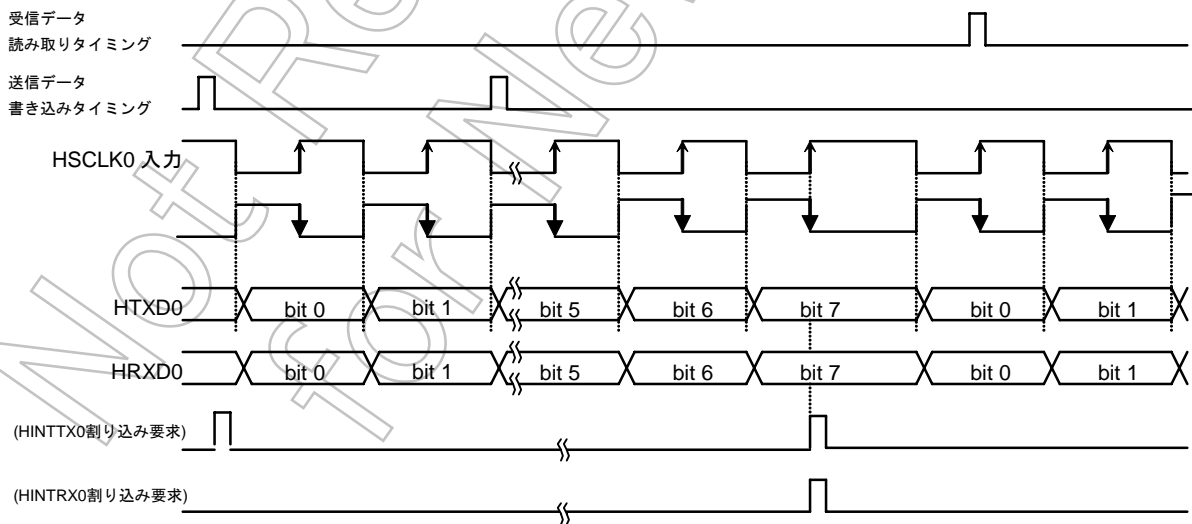 受信データ
読み取りタイミング
送信データ
書き込みタイミング
HSCLK0 入力
HTXD0 bit 0 bit 1 bit 5 bit 6 bit 7 bit 0 bit 1
HRXD0 bit 0 bit 1 bit 5 bit 6 bit 7 bit 0 bit 1
(HINTTX0割り込み要求)
(HINTRX0割り込み要求)
Not Re
for Ne